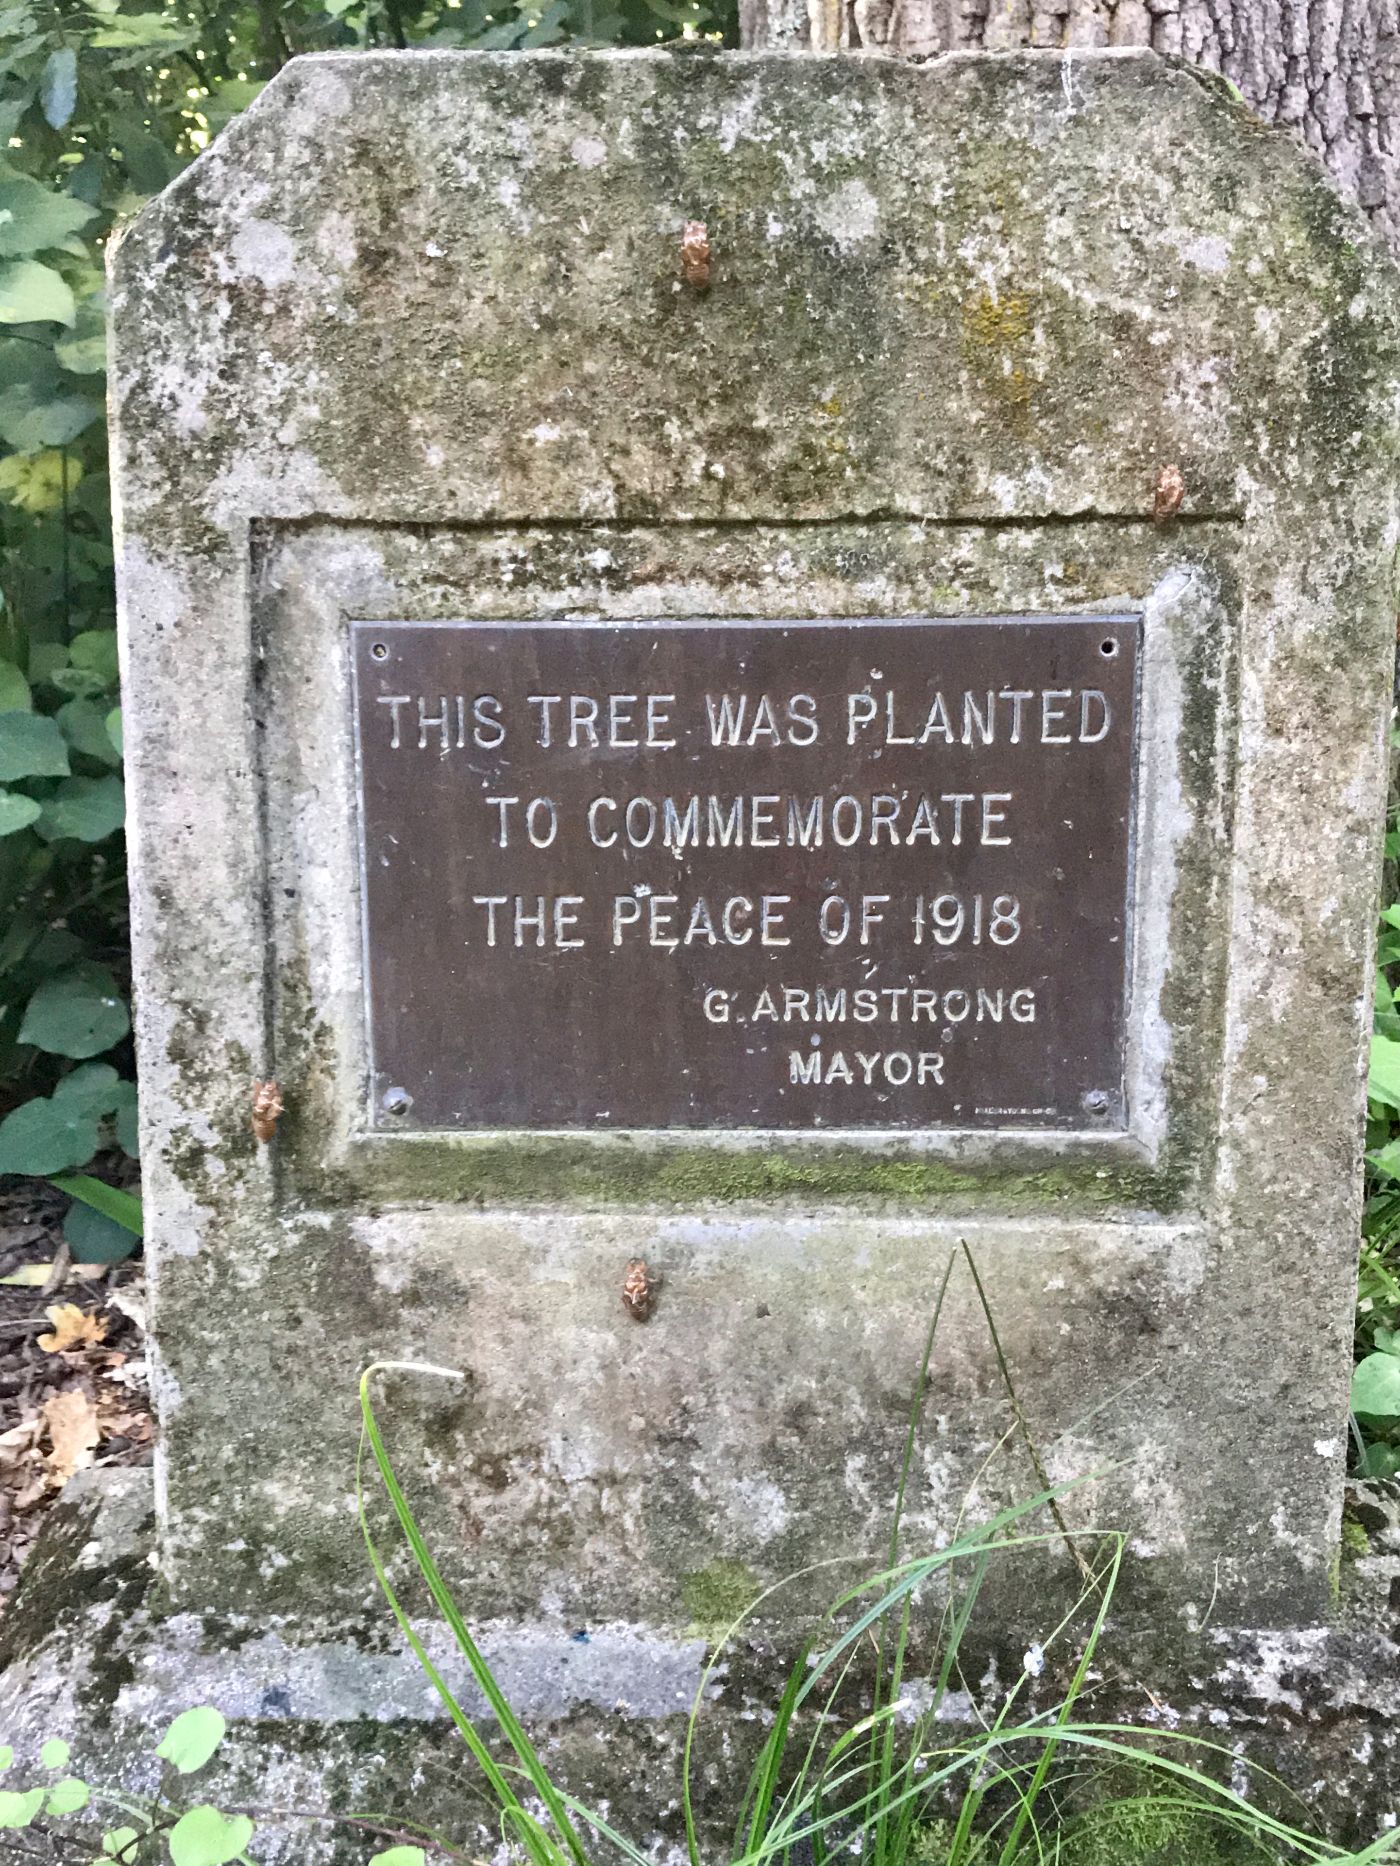 THIS TREE WAS PLANTED
TO COMMEMORATE
THE PEACE OF 1918
G. ARMSTRONG
MAYOR